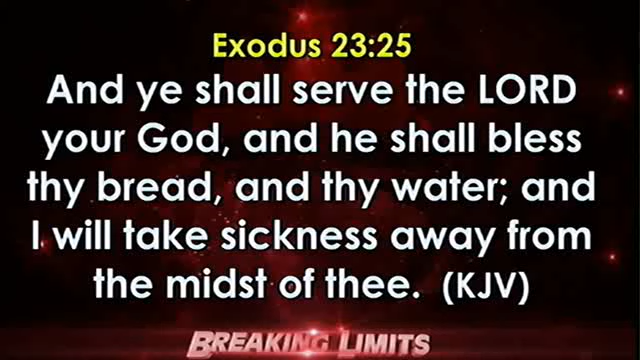 Exodus 23:25
And ye shall serve the LORD
your God, and he shall bless
thy bread, and thy water; and
I will take sickness away from
the midst of thee. (KJV)
BREAKING LIMITS